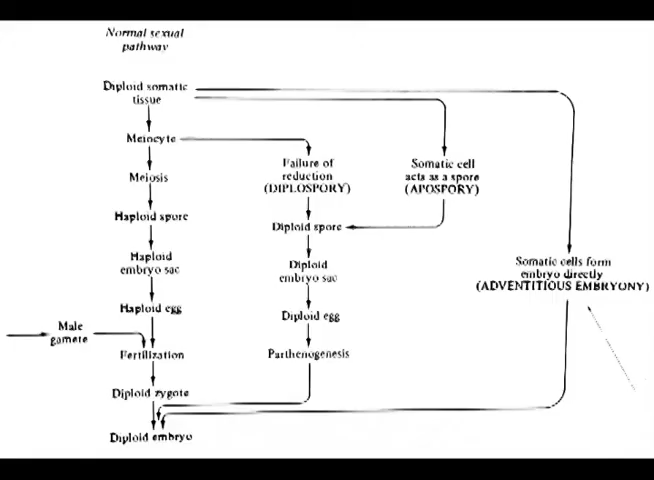 Normal sexual
pathway
Diploid somatic
tissue
Meiocyte
Meiosis
Haploid spore
Haploid
embryo sac
Haploid egg
Male
gamete
Fertilization
Diploid zygote
Diploid embryo
Failure of
reduction
(DIPLOSPORY)
Diploid spore
Diploid
embryo sac
Diploid egg
Parthenogenesis
Somatic cell
acts as a spore
(APOSPORY)
Somatic cells form
embryo directly
(ADVENTITIOUS EMBRYONY)